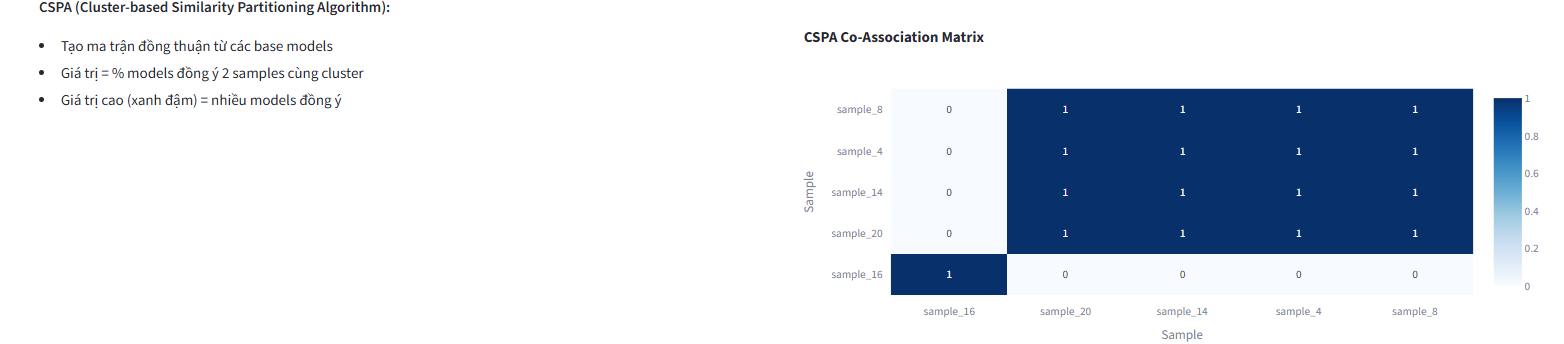 CSPA (Cluster-based Similarity Partitioning Algorithm):
• Tạo ma trận đồng thuận từ các base models
• Giá trị = % models đồng ý 2 samples cùng cluster
• Giá trị cao (xanh đậm) = nhiều models đồng ý
CSPA Co-Association Matrix
Sample
sample_8 0 1 1 1 1
sample_4 0 1 1 1 1
sample_14 0 1 1 1 1
sample_20 0 1 1 1 1
sample_16 1 0 0 0 0
sample_16 sample_20 sample_14 sample_4 sample_8
Sample
1
0.8
0.6
0.4
0.2
0